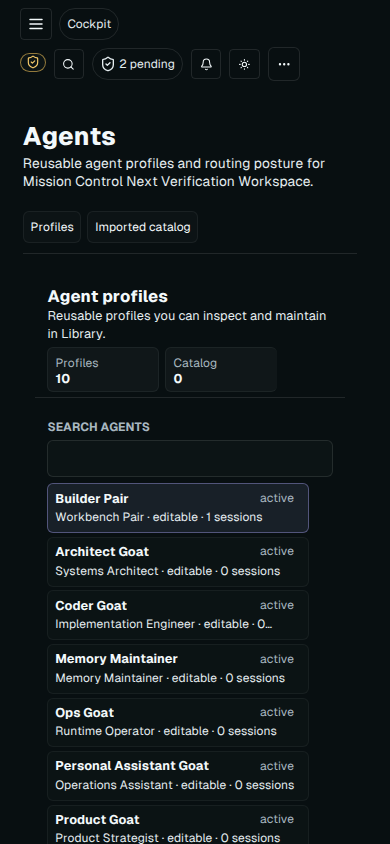 Cockpit
2 pending
Agents
Reusable agent profiles and routing posture for
Mission Control Next Verification Workspace.
Profiles
Imported catalog
Agent profiles
Reusable profiles you can inspect and maintain
in Library.
Profiles
10
Catalog
0
SEARCH AGENTS
Builder Pair
active
Workbench Pair · editable · 1 sessions
Architect Goat
active
Systems Architect · editable · 0 sessions
Coder Goat
active
Implementation Engineer · editable · 0…
Memory Maintainer
active
Memory Maintainer · editable · 0 sessions
Ops Goat
active
Runtime Operator · editable · 0 sessions
Personal Assistant Goat
active
Operations Assistant · editable · 0 sessions
Product Goat
active
Product Strategist · editable · 0 sessions